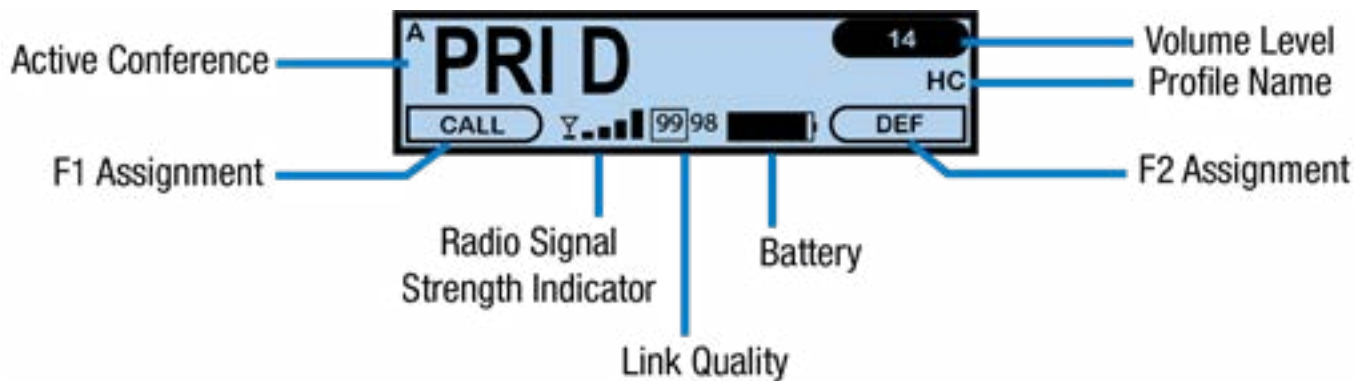 A PRI D 14
Active Conference
Volume Level
HC
Profile Name
CALL 99 98 DEF
F1 Assignment
F2 Assignment
Radio Signal
Strength Indicator
Battery
Link Quality